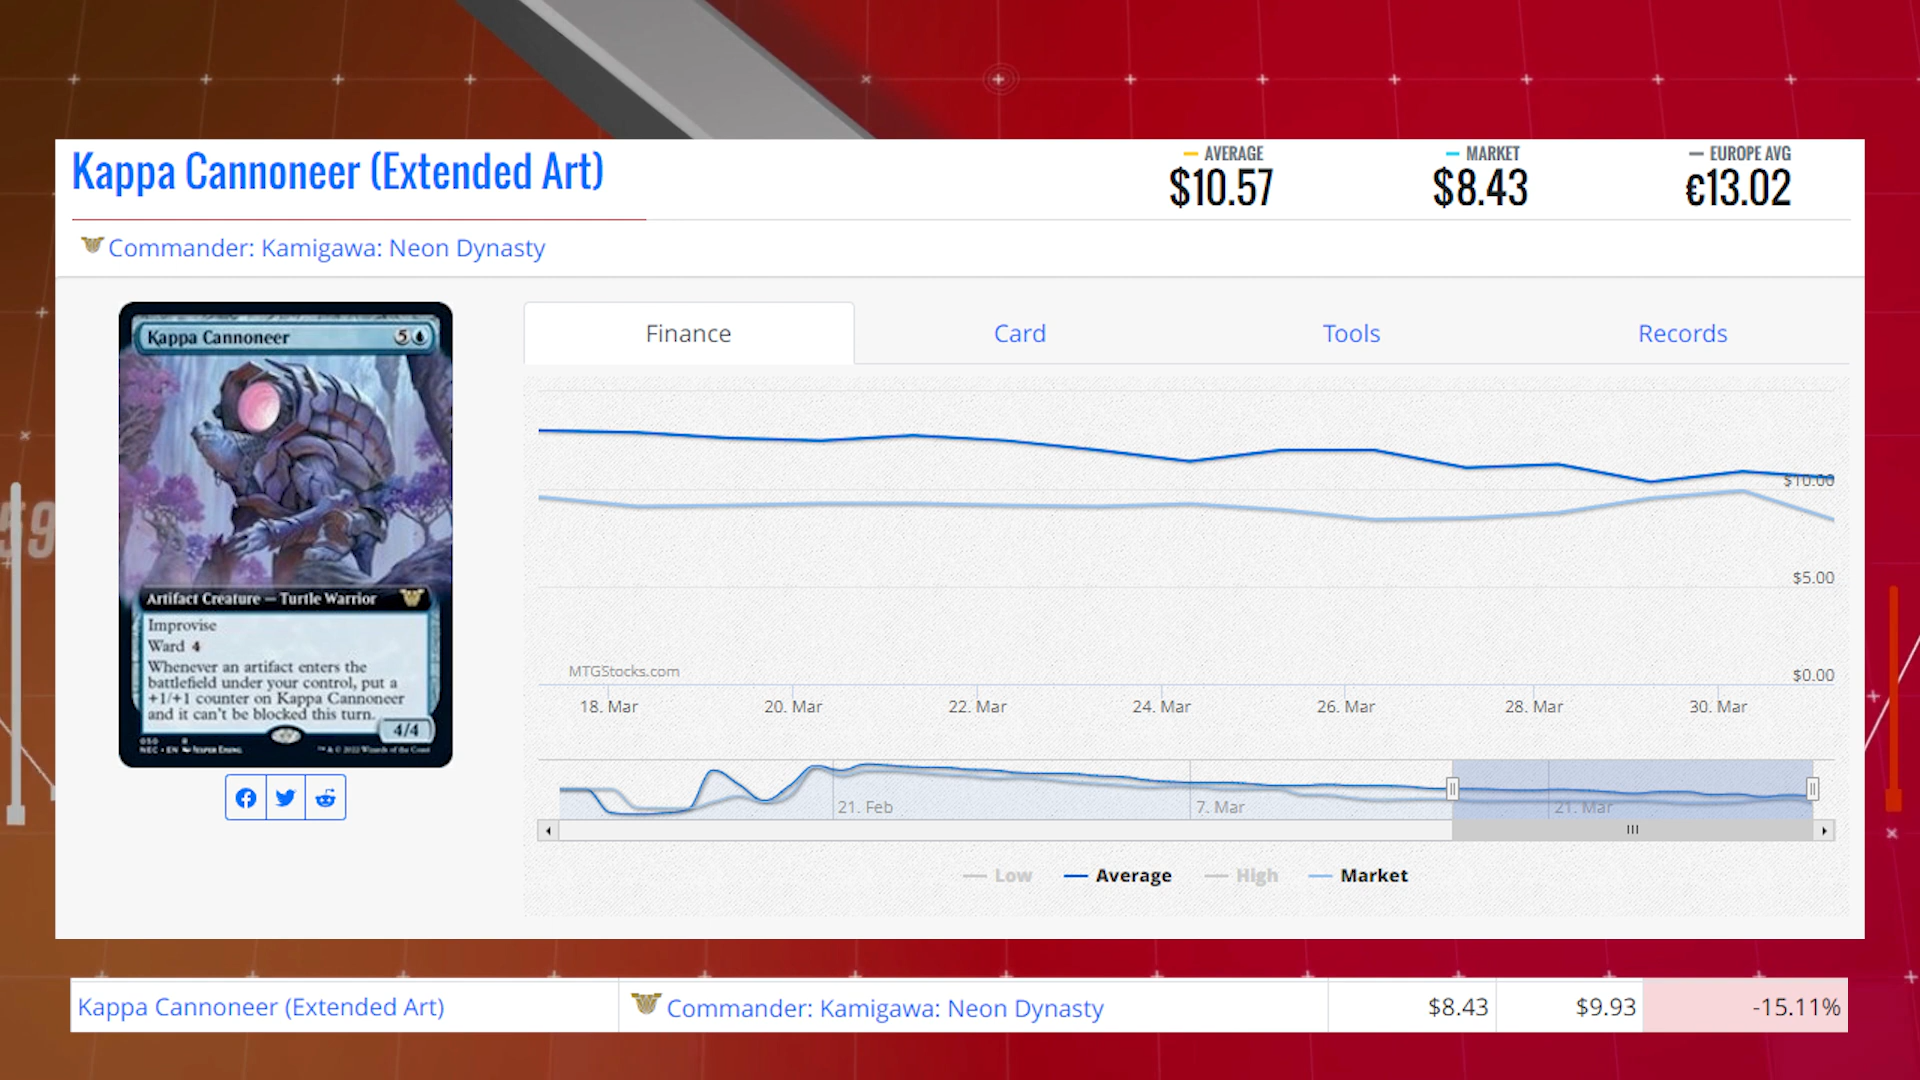 Kappa Cannoneer (Extended Art)
AVERAGE
$10.57
MARKET
$8.43
EUROPE AVG
€13.02
Commander: Kamigawa: Neon Dynasty
Kappa Cannoneer 5
Artifact Creature — Turtle Warrior
Improvise
Ward 4
Whenever an artifact enters the
battlefield under your control, put a
+1/+1 counter on Kappa Cannoneer
and it can't be blocked this turn.
4/4
NEC • EN
Finance
Card
Tools
Records
$10.00
$5.00
$0.00
MTGStocks.com
18. Mar
20. Mar
22. Mar
24. Mar
26. Mar
28. Mar
30. Mar
21. Feb
7. Mar
21. Mar
Low
Average
High
Market
59
Kappa Cannoneer (Extended Art)
Commander: Kamigawa: Neon Dynasty
$8.43
$9.93
-15.11%